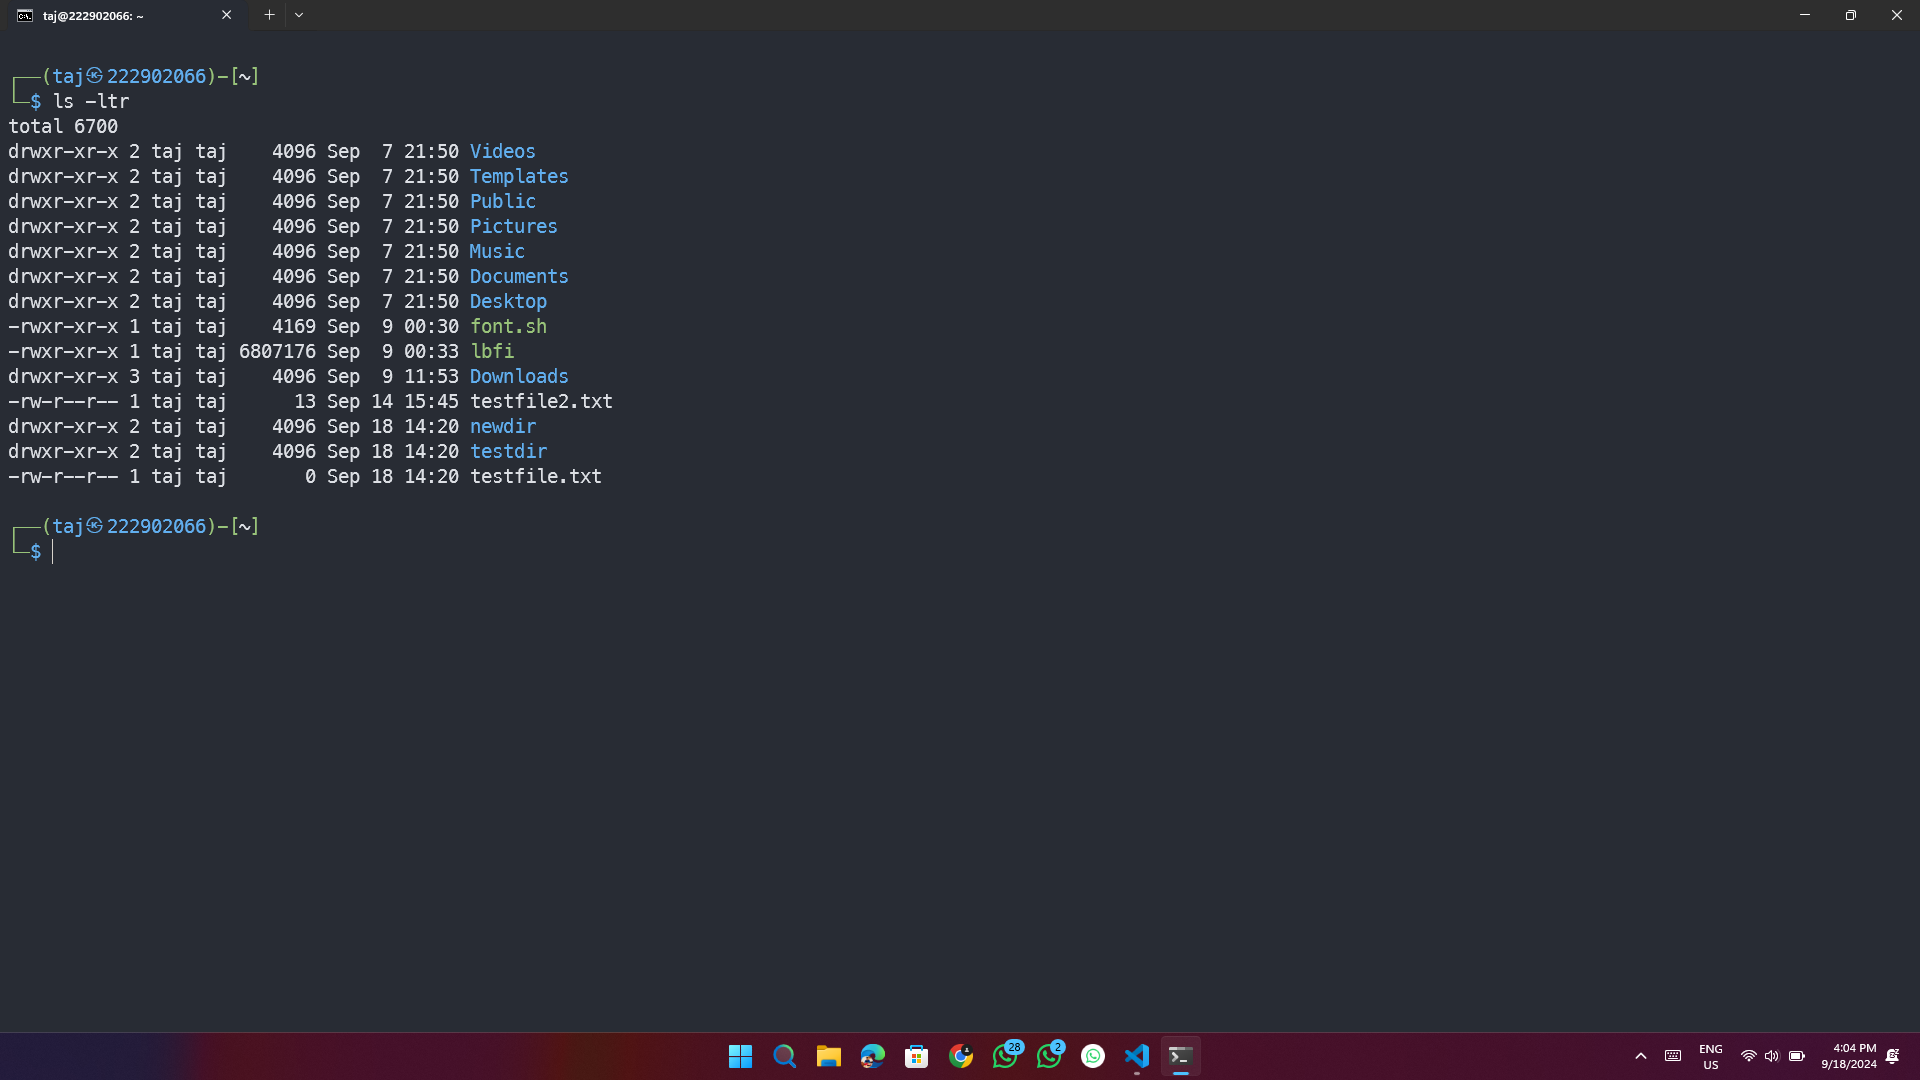 taj@222902066: ~
┌──(taj㉿222902066)-[~]
└─$ ls -ltr
total 6700
drwxr-xr-x 2 taj taj    4096 Sep  7 21:50 Videos
drwxr-xr-x 2 taj taj    4096 Sep  7 21:50 Templates
drwxr-xr-x 2 taj taj    4096 Sep  7 21:50 Public
drwxr-xr-x 2 taj taj    4096 Sep  7 21:50 Pictures
drwxr-xr-x 2 taj taj    4096 Sep  7 21:50 Music
drwxr-xr-x 2 taj taj    4096 Sep  7 21:50 Documents
drwxr-xr-x 2 taj taj    4096 Sep  7 21:50 Desktop
-rwxr-xr-x 1 taj taj    4169 Sep  9 00:30 font.sh
-rwxr-xr-x 1 taj taj 6807176 Sep  9 00:33 lbfi
drwxr-xr-x 3 taj taj    4096 Sep  9 11:53 Downloads
-rw-r--r-- 1 taj taj      13 Sep 14 15:45 testfile2.txt
drwxr-xr-x 2 taj taj    4096 Sep 18 14:20 newdir
drwxr-xr-x 2 taj taj    4096 Sep 18 14:20 testdir
-rw-r--r-- 1 taj taj       0 Sep 18 14:20 testfile.txt
┌──(taj㉿222902066)-[~]
└─$
28
2
ENG
US
4:04 PM
9/18/2024